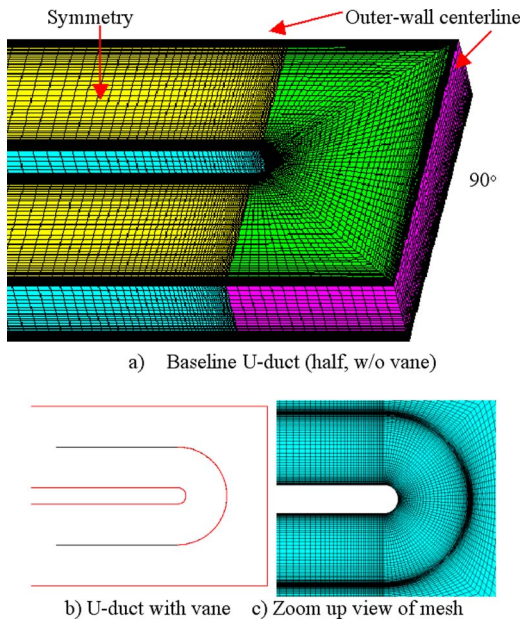 Symmetry
Outer-wall centerline
90°
a) Baseline U-duct (half, w/o vane)
b) U-duct with vane
c) Zoom up view of mesh